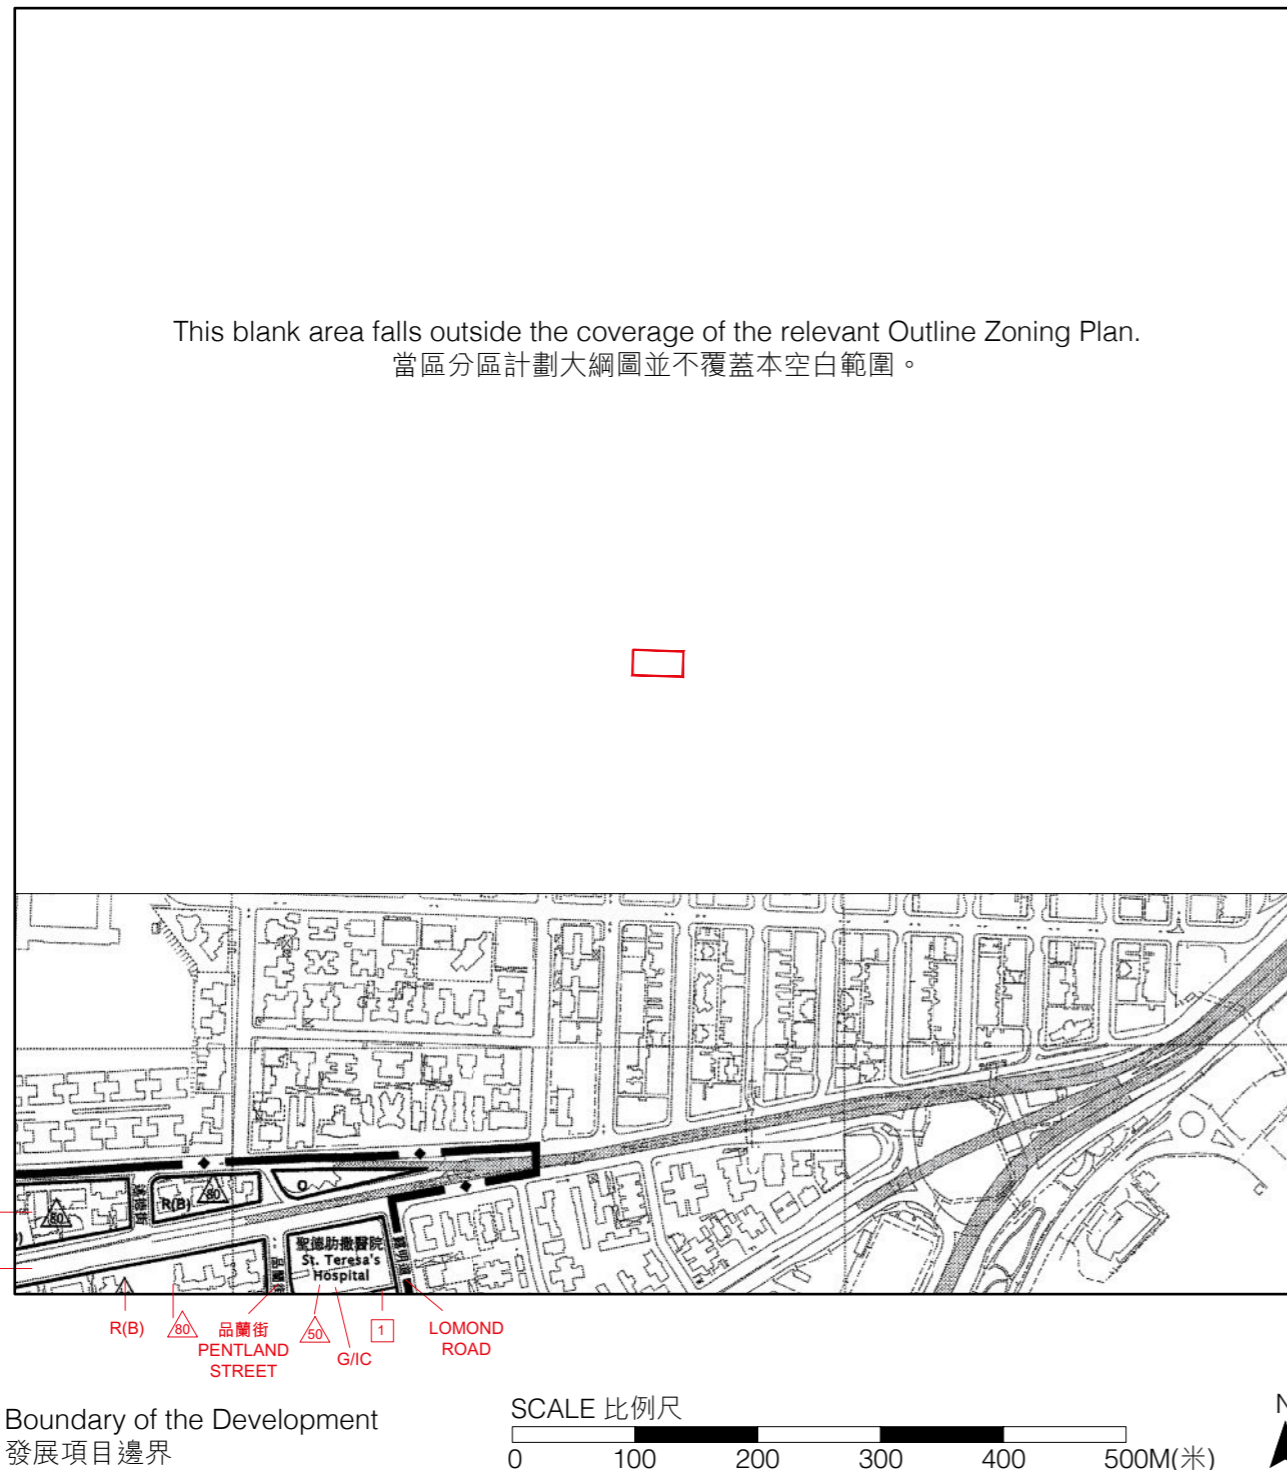 This blank area falls outside the coverage of the relevant Outline Zoning Plan.
當區分區計劃大綱圖並不覆蓋本空白範圍。
80
R(B)
80
O
聖德肋撒醫院
St. Teresa's
Hospital
R(B)
80
品蘭街
PENTLAND
STREET
50
G/IC
1
LOMOND
ROAD
Boundary of the Development
發展項目邊界
SCALE 比例尺
0 100 200 300 400 500M(米)
N